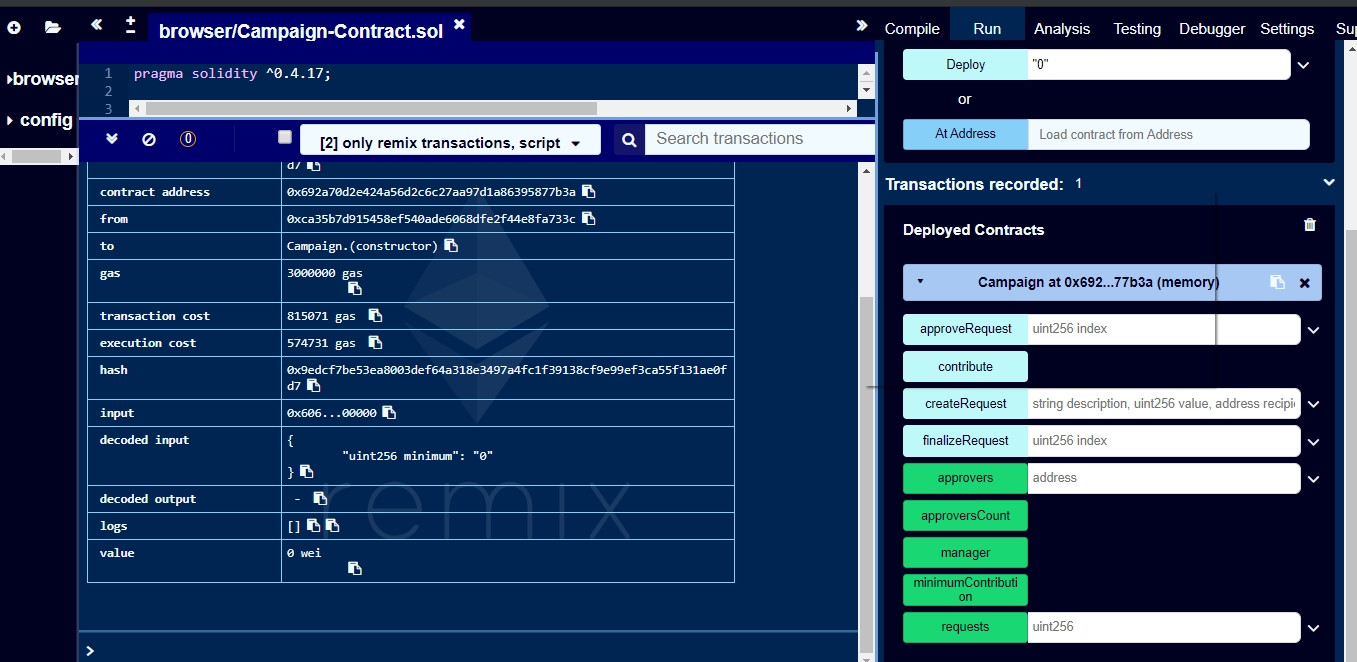 browser/Campaign-Contract.sol
Compile Run Analysis Testing Debugger Settings Sup
browser
config
1 pragma solidity ^0.4.17;
2
3
0
[2] only remix transactions, script
Search transactions
d7
contract address 0x692a70d2e424a56d2c6c27aa97d1a86395877b3a
from 0xca35b7d915458ef540ade6068dfe2f44e8fa733c
to Campaign.(constructor)
gas 3000000 gas
transaction cost 815071 gas
execution cost 574731 gas
hash 0x9edcf7be53ea8003def64a318e3497a4fc1f39138cf9e99ef3ca55f131ae0f
d7
input 0x606...00000
decoded input {
"uint256 minimum": "0"
}
decoded output -
logs []
value 0 wei
remix
>
Deploy "0"
or
At Address Load contract from Address
Transactions recorded: 1
Deployed Contracts
Campaign at 0x692...77b3a (memory)
approveRequest uint256 index
contribute
createRequest string description, uint256 value, address recipi
finalizeRequest uint256 index
approvers address
approversCount
manager
minimumContributi
on
requests uint256